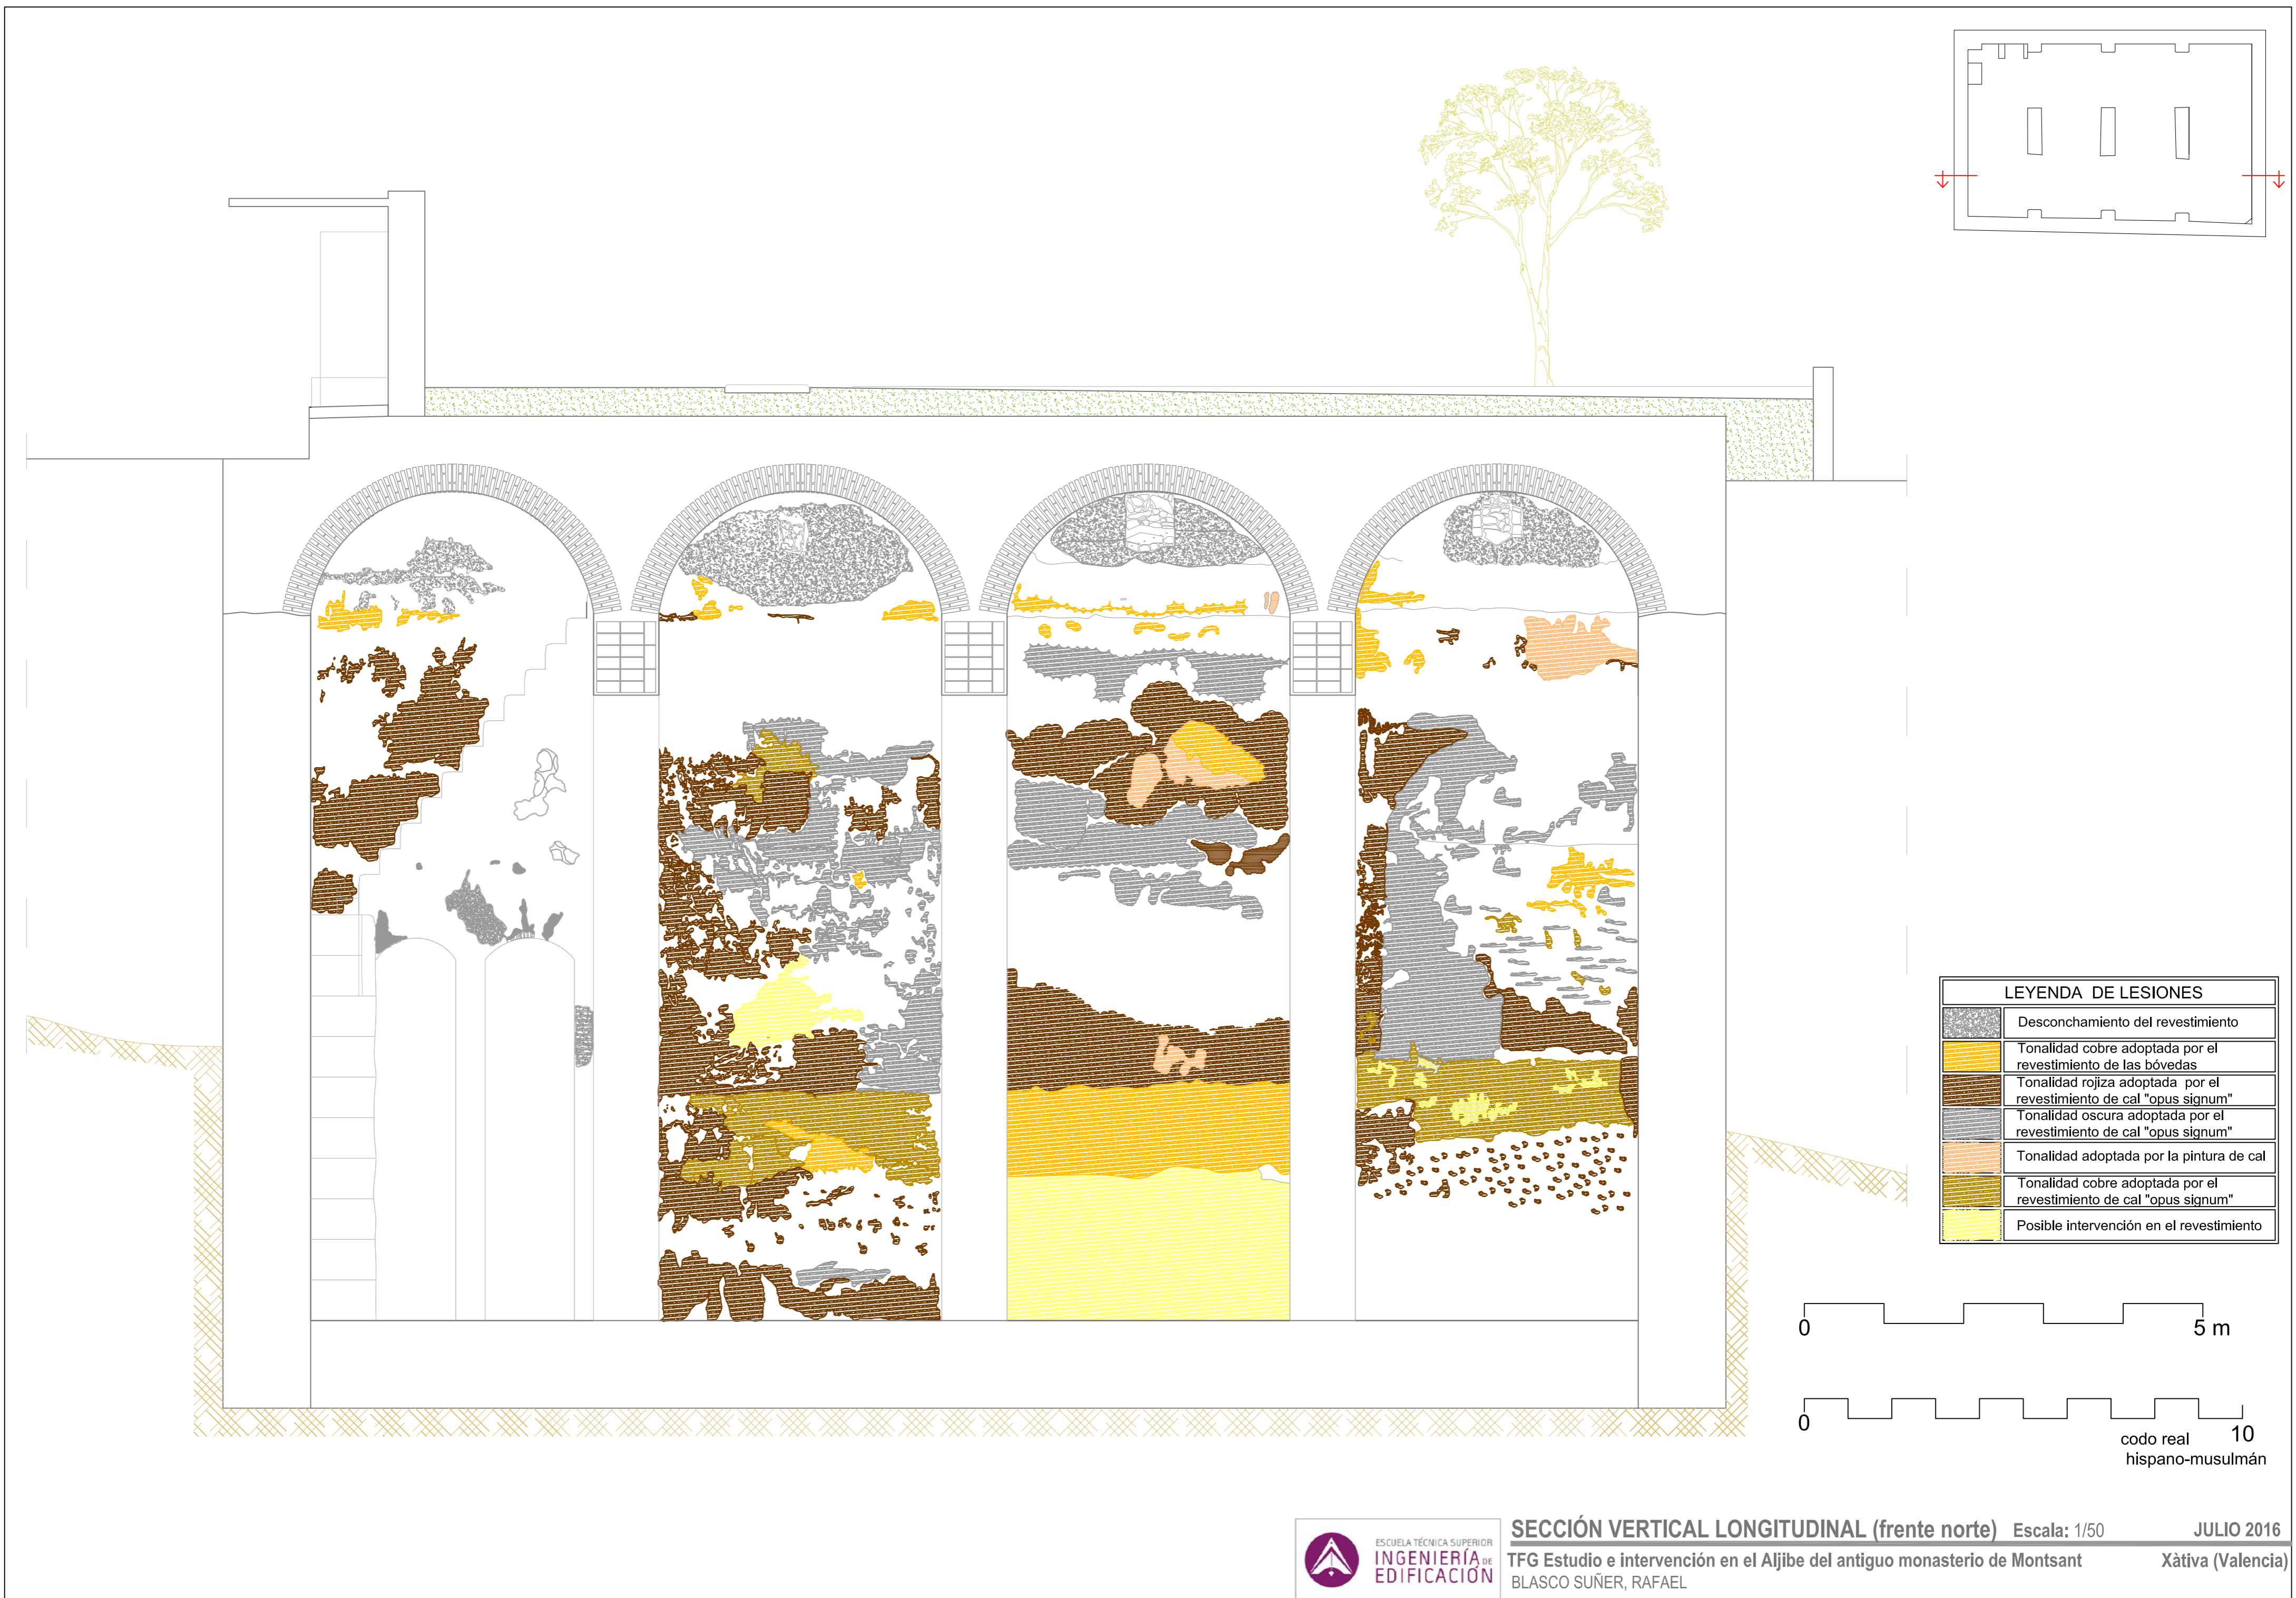 LEYENDA DE LESIONES
Desconchamiento del revestimiento
Tonalidad cobre adoptada por el
revestimiento de las bóvedas
Tonalidad rojiza adoptada por el
revestimiento de cal "opus signum"
Tonalidad oscura adoptada por el
revestimiento de cal "opus signum"
Tonalidad adoptada por la pintura de cal
Tonalidad cobre adoptada por el
revestimiento de cal "opus signum"
Posible intervención en el revestimiento
0 5 m
0 10
codo real
hispano-musulmán
ESCUELA TÉCNICA SUPERIOR
INGENIERÍA DE
EDIFICACIÓN
SECCIÓN VERTICAL LONGITUDINAL (frente norte) Escala: 1/50 JULIO 2016
TFG Estudio e intervención en el Aljibe del antiguo monasterio de Montsant Xàtiva (Valencia)
BLASCO SUÑER, RAFAEL